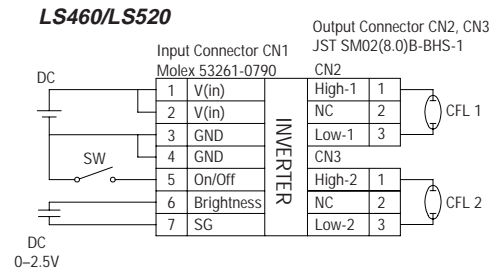 LS460/LS520
Output Connector CN2, CN3
JST SM02(8.0)B-BHS-1
Input Connector CN1
Molex 53261-0790
CN2
DC
1 V(in) High-1 1
2 V(in) NC 2 CFL 1
3 GND Low-1 3
INVERTER
SW 4 GND CN3
5 On/Off High-2 1
6 Brightness NC 2 CFL 2
7 SG Low-2 3
DC
0–2.5V